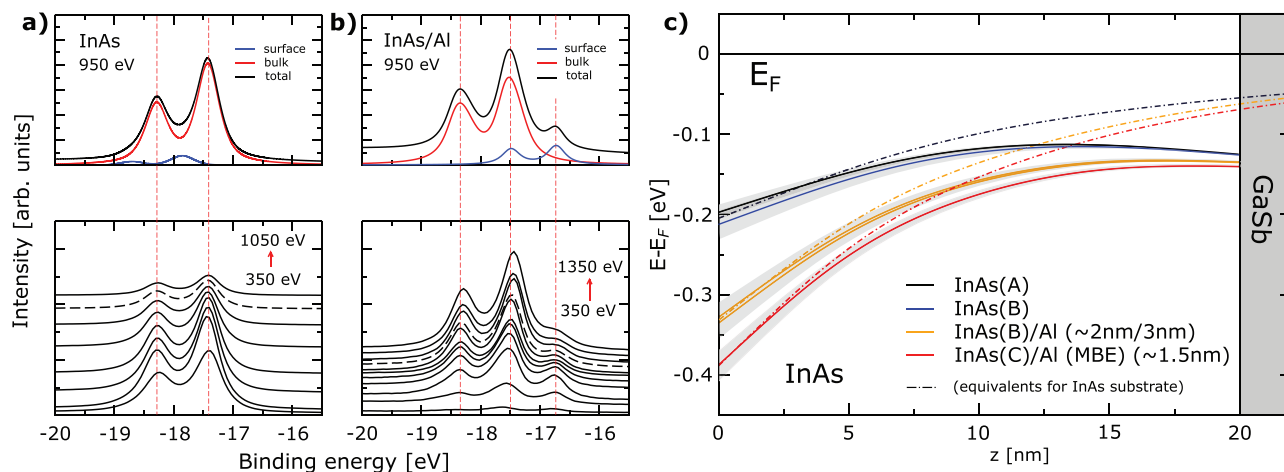 a)
InAs
950 eV
surface
bulk
total
b)
InAs/Al
950 eV
surface
bulk
total
1050 eV
350 eV
1350 eV
350 eV
-20 -19 -18 -17 -16
-20 -19 -18 -17 -16
Intensity [arb. units]
Binding energy [eV]
c)
0
-0.1
-0.2
-0.3
-0.4
E-E_F [eV]
E_F
GaSb
InAs(A)
InAs(B)
InAs(B)/Al (~2nm/3nm)
InAs(C)/Al (MBE) (~1.5nm)
(equivalents for InAs substrate)
InAs
0 5 10 15 20
z [nm]